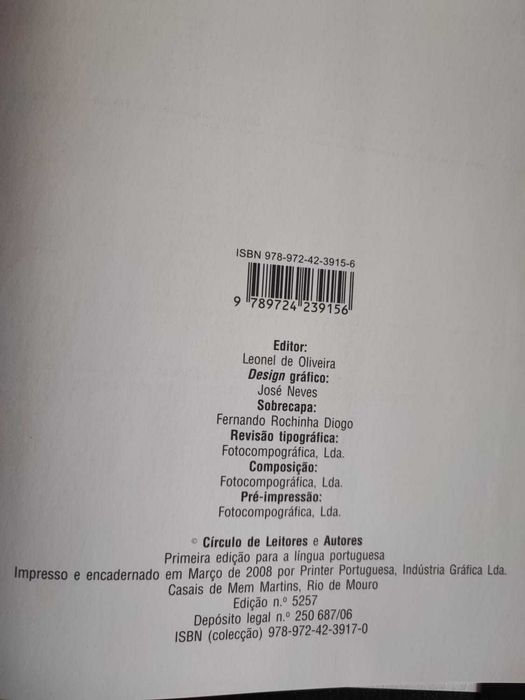 ISBN 978-972-42-3915-6
9 789724 239156
Editor:
Leonel de Oliveira
Design gráfico:
José Neves
Sobrecapa:
Fernando Rochinha Diogo
Revisão tipográfica:
Fotocompográfica, Lda.
Composição:
Fotocompográfica, Lda.
Pré-impressão:
Fotocompográfica, Lda.
© Círculo de Leitores e Autores
Primeira edição para a língua portuguesa
Impresso e encadernado em Março de 2008 por Printer Portuguesa, Indústria Gráfica Lda.
Casais de Mem Martins, Rio de Mouro
Edição n.º 5257
Depósito legal n.º 250 687/06
ISBN (colecção) 978-972-42-3917-0